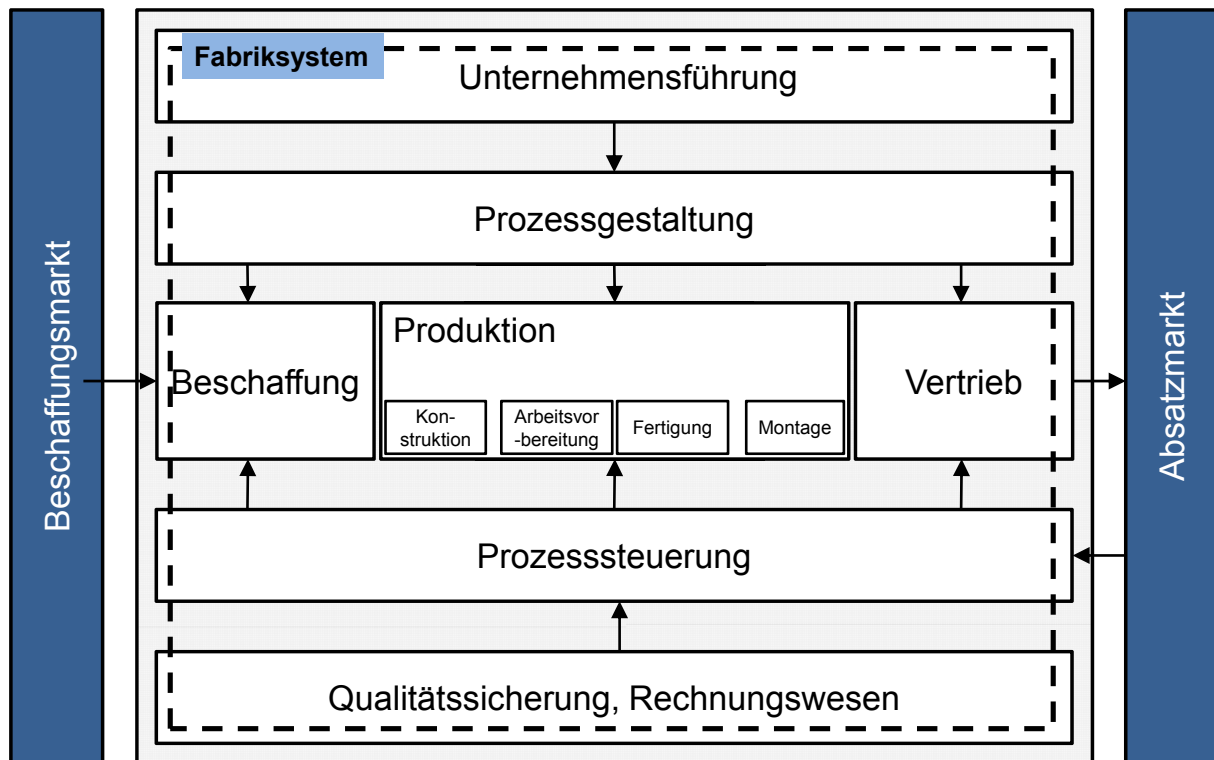 Fabriksystem
Unternehmensführung
Prozessgestaltung
Beschaffungsmarkt
Beschaffung
Produktion
Kon-
struktion
Arbeitsvor
-bereitung
Fertigung
Montage
Vertrieb
Absatzmarkt
Prozesssteuerung
Qualitätssicherung, Rechnungswesen